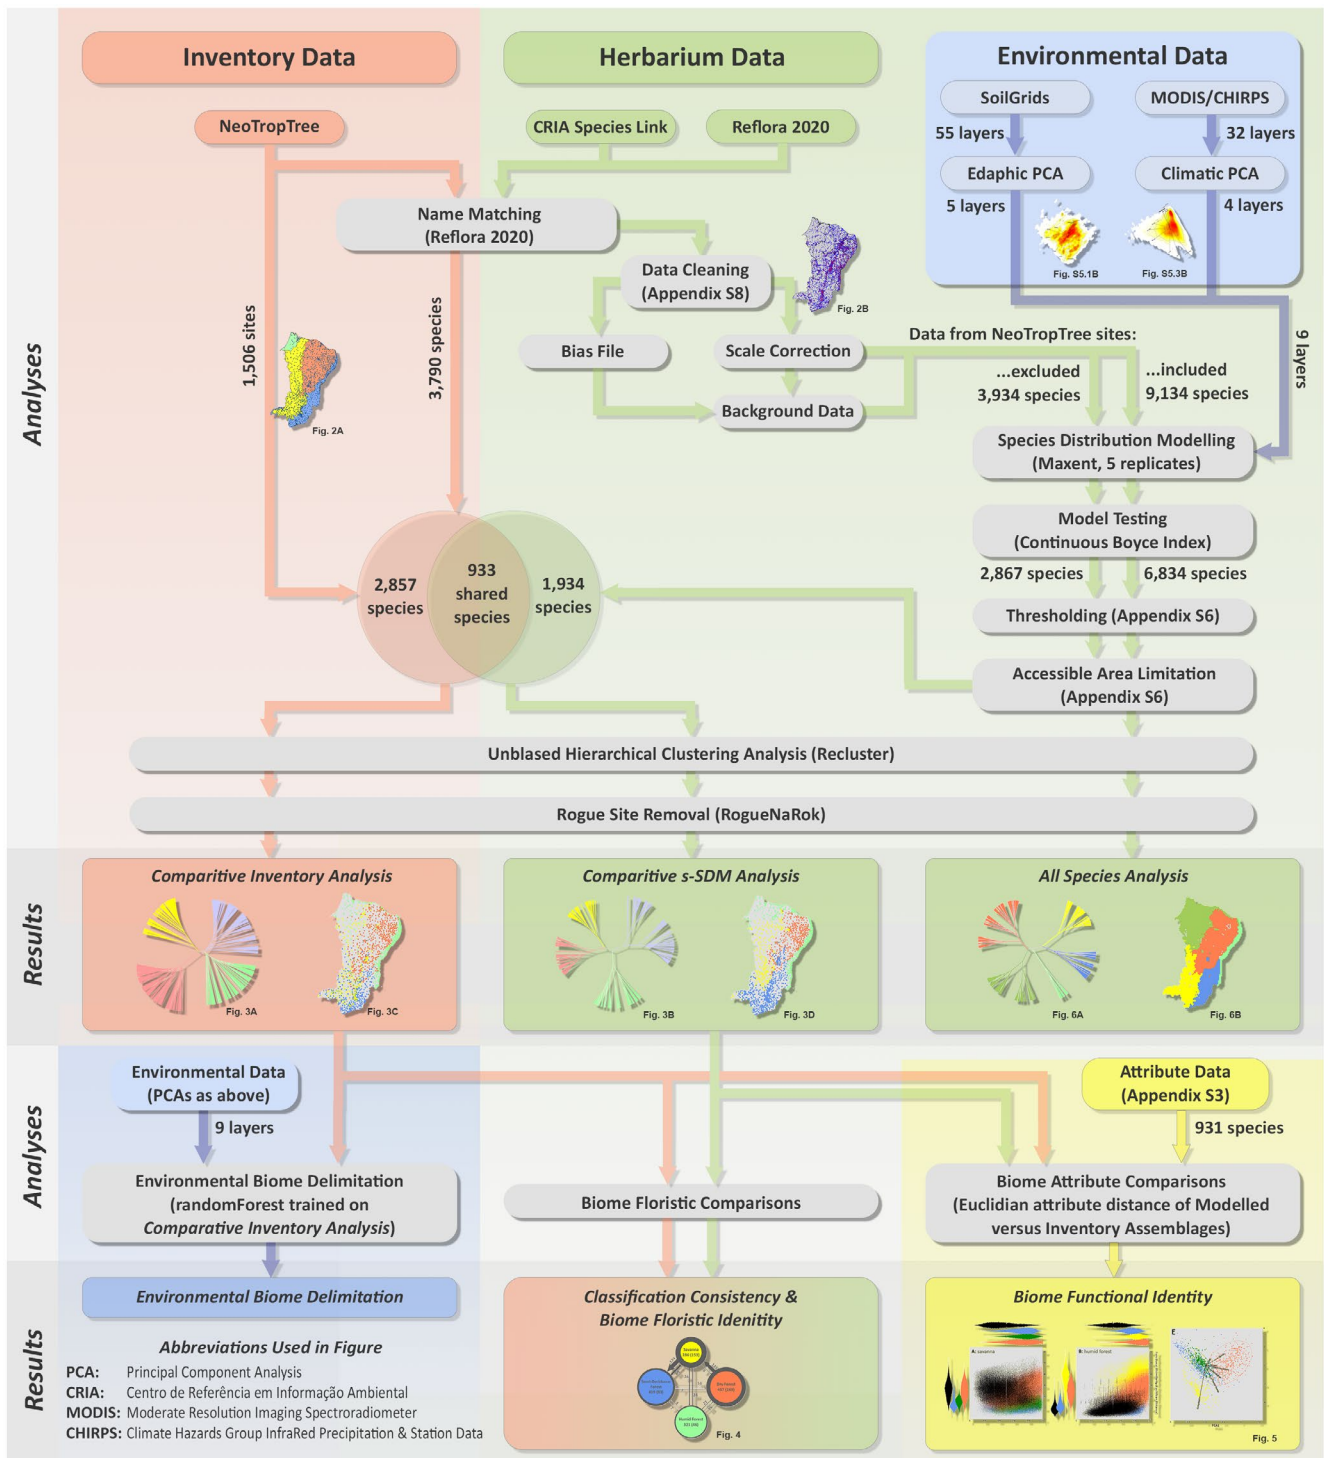 Inventory Data
Herbarium Data
Environmental Data
SoilGrids
MODIS/CHIRPS
NeoTropTree
CRIA Species Link
Reflora 2020
55 layers
32 layers
Edaphic PCA
Climatic PCA
5 layers
4 layers
Name Matching
(Reflora 2020)
Fig. S5.1B
Fig. S5.3B
Data Cleaning
(Appendix S8)
Fig. 2B
Analyses
1,506 sites
3,790 species
Fig. 2A
Bias File
Scale Correction
Background Data
Data from NeoTropTree sites:
...excluded
3,934 species
...included
9,134 species
9 layers
Species Distribution Modelling
(Maxent, 5 replicates)
Model Testing
(Continuous Boyce Index)
2,867 species
6,834 species
Thresholding (Appendix S6)
Accessible Area Limitation
(Appendix S6)
2,857
species
933
shared
species
1,934
species
Unbiased Hierarchical Clustering Analysis (Recluster)
Rogue Site Removal (RogueNaRok)
Results
Comparitive Inventory Analysis
Fig. 3A
Fig. 3C
Comparitive s-SDM Analysis
Fig. 3B
Fig. 3D
All Species Analysis
Fig. 6A
Fig. 6B
Analyses
Environmental Data
(PCAs as above)
9 layers
Environmental Biome Delimitation
(randomForest trained on
Comparative Inventory Analysis)
Biome Floristic Comparisons
Attribute Data
(Appendix S3)
931 species
Biome Attribute Comparisons
(Euclidian attribute distance of Modelled
versus Inventory Assemblages)
Results
Environmental Biome Delimitation
Abbreviations Used in Figure
PCA: Principal Component Analysis
CRIA: Centro de Referência em Informação Ambiental
MODIS: Moderate Resolution Imaging Spectroradiometer
CHIRPS: Climate Hazards Group InfraRed Precipitation & Station Data
Classification Consistency &
Biome Floristic Idenitity
Savanna
Humid Forest
Fig. 4
Biome Functional Identity
A: savanna
B: humid forest
E
Fig. 5